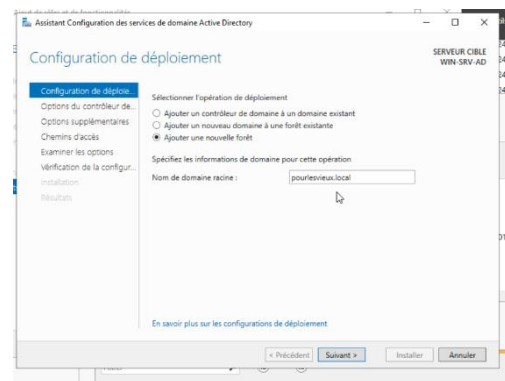 Assistant Configuration des services de domaine Active Directory
Configuration de déploiement
SERVEUR CIBLE
WIN-SRV-AD
Configuration de déploie...
Options du contrôleur de...
Options supplémentaires
Chemins d'accès
Examiner les options
Vérification de la configur...
Installation
Résultats
Sélectionner l'opération de déploiement
Ajouter un contrôleur de domaine à un domaine existant
Ajouter un nouveau domaine à une forêt existante
Ajouter une nouvelle forêt
Spécifiez les informations de domaine pour cette opération
Nom de domaine racine :
pourlesvieux.local
En savoir plus sur les configurations de déploiement
< Précédent
Suivant >
Installer
Annuler